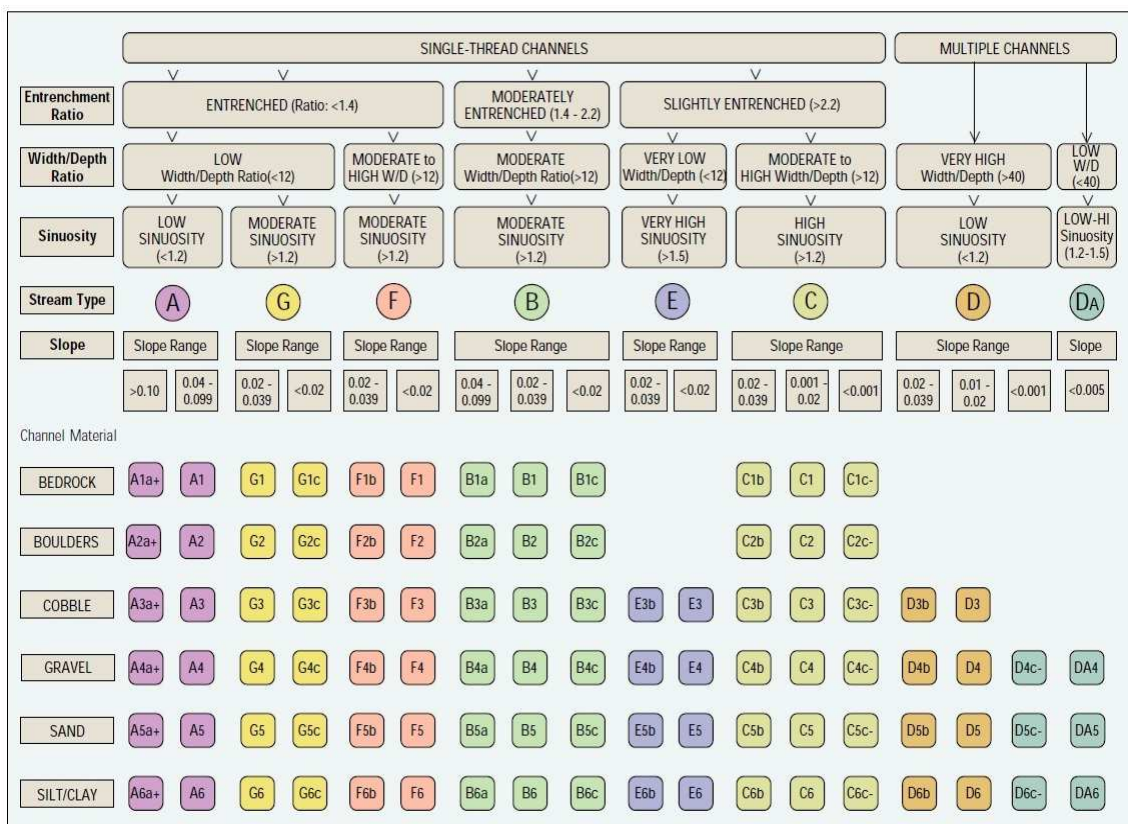 SINGLE-THREAD CHANNELS
MULTIPLE CHANNELS
Entrenchment
Ratio
ENTRENCHED (Ratio: <1.4)
MODERATELY
ENTRENCHED (1.4 - 2.2)
SLIGHTLY ENTRENCHED (>2.2)
Width/Depth
Ratio
LOW
Width/Depth Ratio(<12)
MODERATE to
HIGH W/D (>12)
MODERATE
Width/Depth Ratio(>12)
VERY LOW
Width/Depth (<12)
MODERATE to
HIGH Width/Depth (>12)
VERY HIGH
Width/Depth (>40)
LOW
W/D
(<40)
Sinuosity
LOW
SINUOSITY
(<1.2)
MODERATE
SINUOSITY
(>1.2)
MODERATE
SINUOSITY
(>1.2)
MODERATE
SINUOSITY
(>1.2)
VERY HIGH
SINUOSITY
(>1.5)
HIGH
SINUOSITY
(>1.2)
LOW
SINUOSITY
(<1.2)
LOW-HI
Sinuosity
(1.2-1.5)
Stream Type
A
G
F
B
E
C
D
DA
Slope
Slope Range
Slope Range
Slope Range
Slope Range
Slope Range
Slope Range
Slope Range
Slope
>0.10
0.04 -
0.099
0.02 -
0.039
<0.02
0.02 -
0.039
<0.02
0.04 -
0.099
0.02 -
0.039
<0.02
0.02 -
0.039
<0.02
0.02 -
0.039
0.001 -
0.02
<0.001
0.02 -
0.039
0.01 -
0.02
<0.001
<0.005
Channel Material
BEDROCK A1a+ A1 G1 G1c F1b F1 B1a B1 B1c C1b C1 C1c-
BOULDERS A2a+ A2 G2 G2c F2b F2 B2a B2 B2c C2b C2 C2c-
COBBLE A3a+ A3 G3 G3c F3b F3 B3a B3 B3c E3b E3 C3b C3 C3c- D3b D3
GRAVEL A4a+ A4 G4 G4c F4b F4 B4a B4 B4c E4b E4 C4b C4 C4c- D4b D4 D4c- DA4
SAND A5a+ A5 G5 G5c F5b F5 B5a B5 B5c E5b E5 C5b C5 C5c- D5b D5 D5c- DA5
SILT/CLAY A6a+ A6 G6 G6c F6b F6 B6a B6 B6c E6b E6 C6b C6 C6c- D6b D6 D6c- DA6